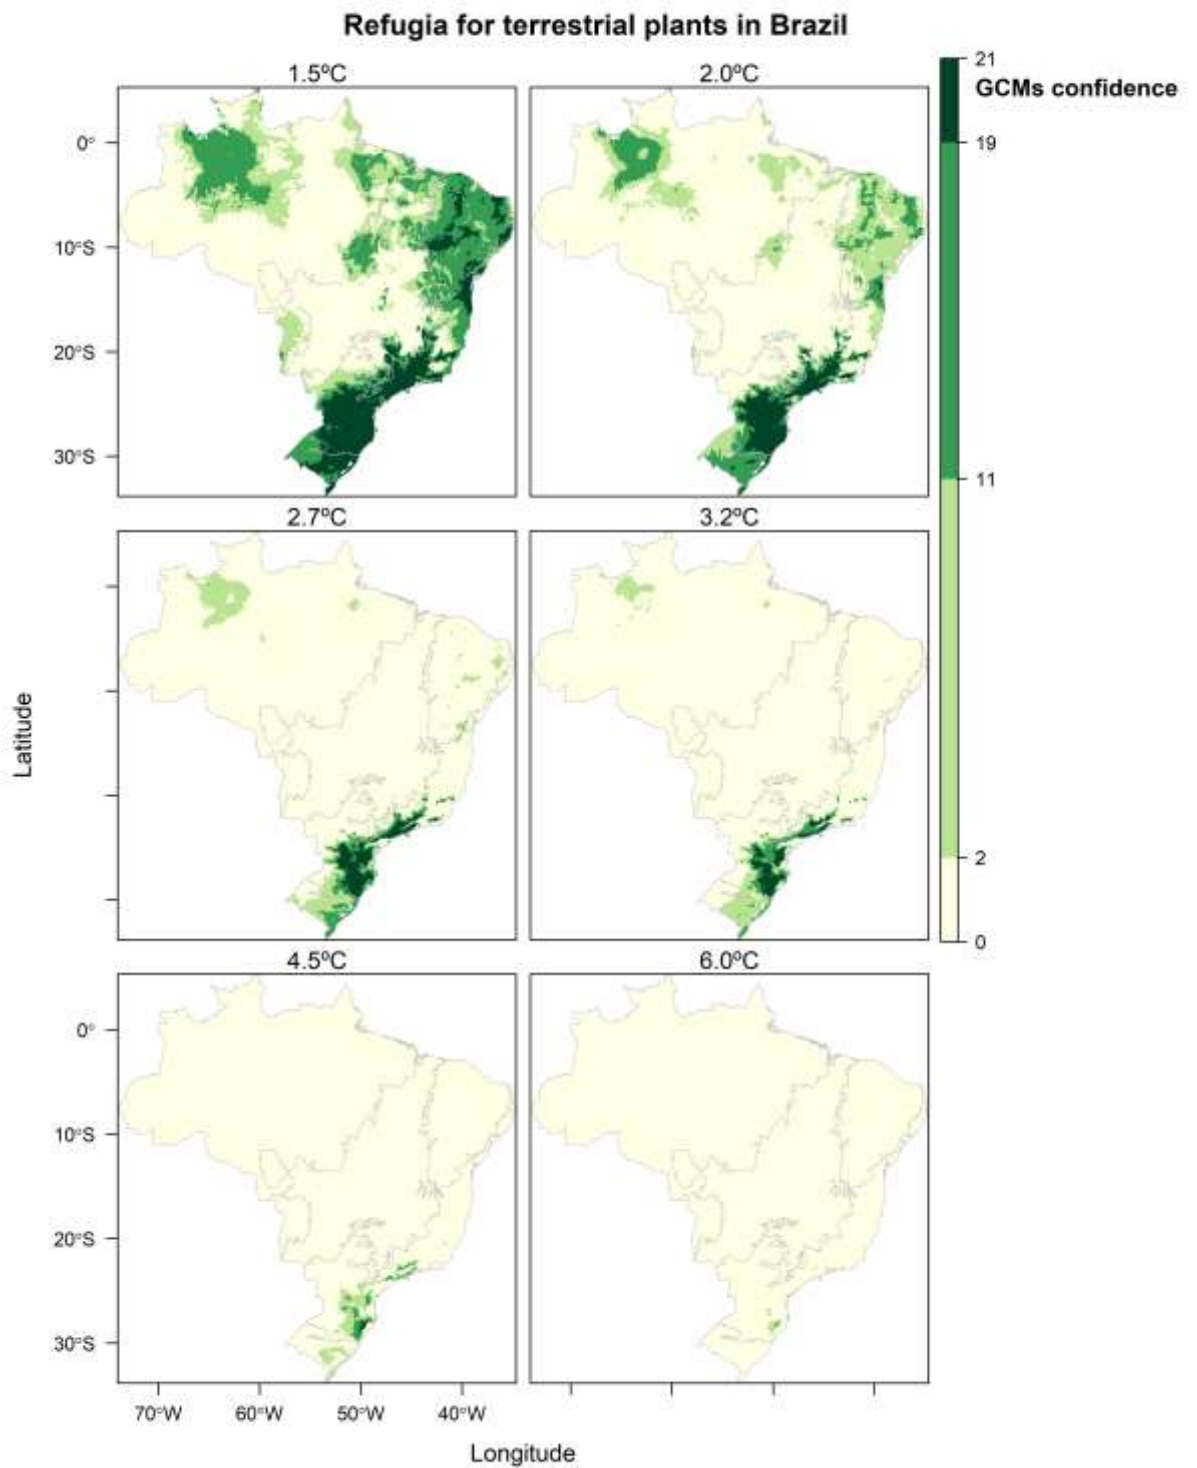 Refugia for terrestrial plants in Brazil
1.5ºC
2.0ºC
21
GCMs confidence
19
11
2
0
0°
10°S
20°S
30°S
2.7ºC
3.2ºC
Latitude
4.5ºC
6.0ºC
0°
10°S
20°S
30°S
70°W
60°W
50°W
40°W
Longitude